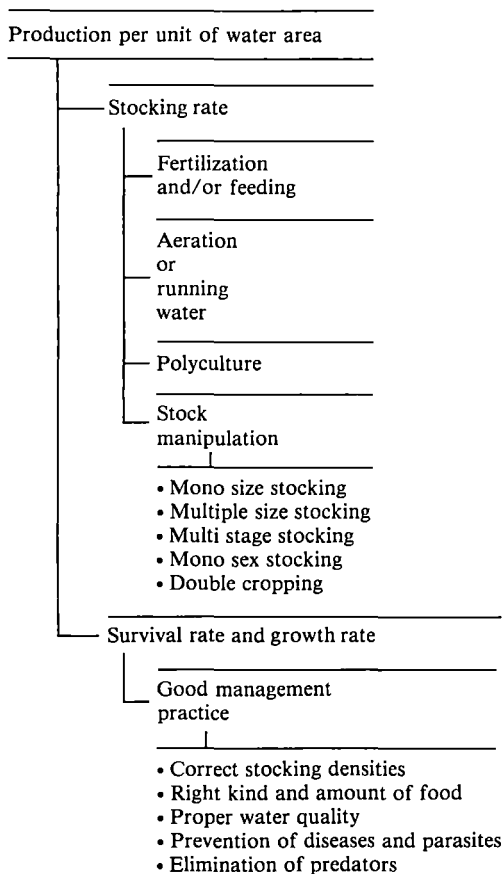 Production per unit of water area
Stocking rate
Fertilization
and/or feeding
Aeration
or
running
water
Polyculture
Stock
manipulation
• Mono size stocking
• Multiple size stocking
• Multi stage stocking
• Mono sex stocking
• Double cropping
Survival rate and growth rate
Good management
practice
• Correct stocking densities
• Right kind and amount of food
• Proper water quality
• Prevention of diseases and parasites
• Elimination of predators